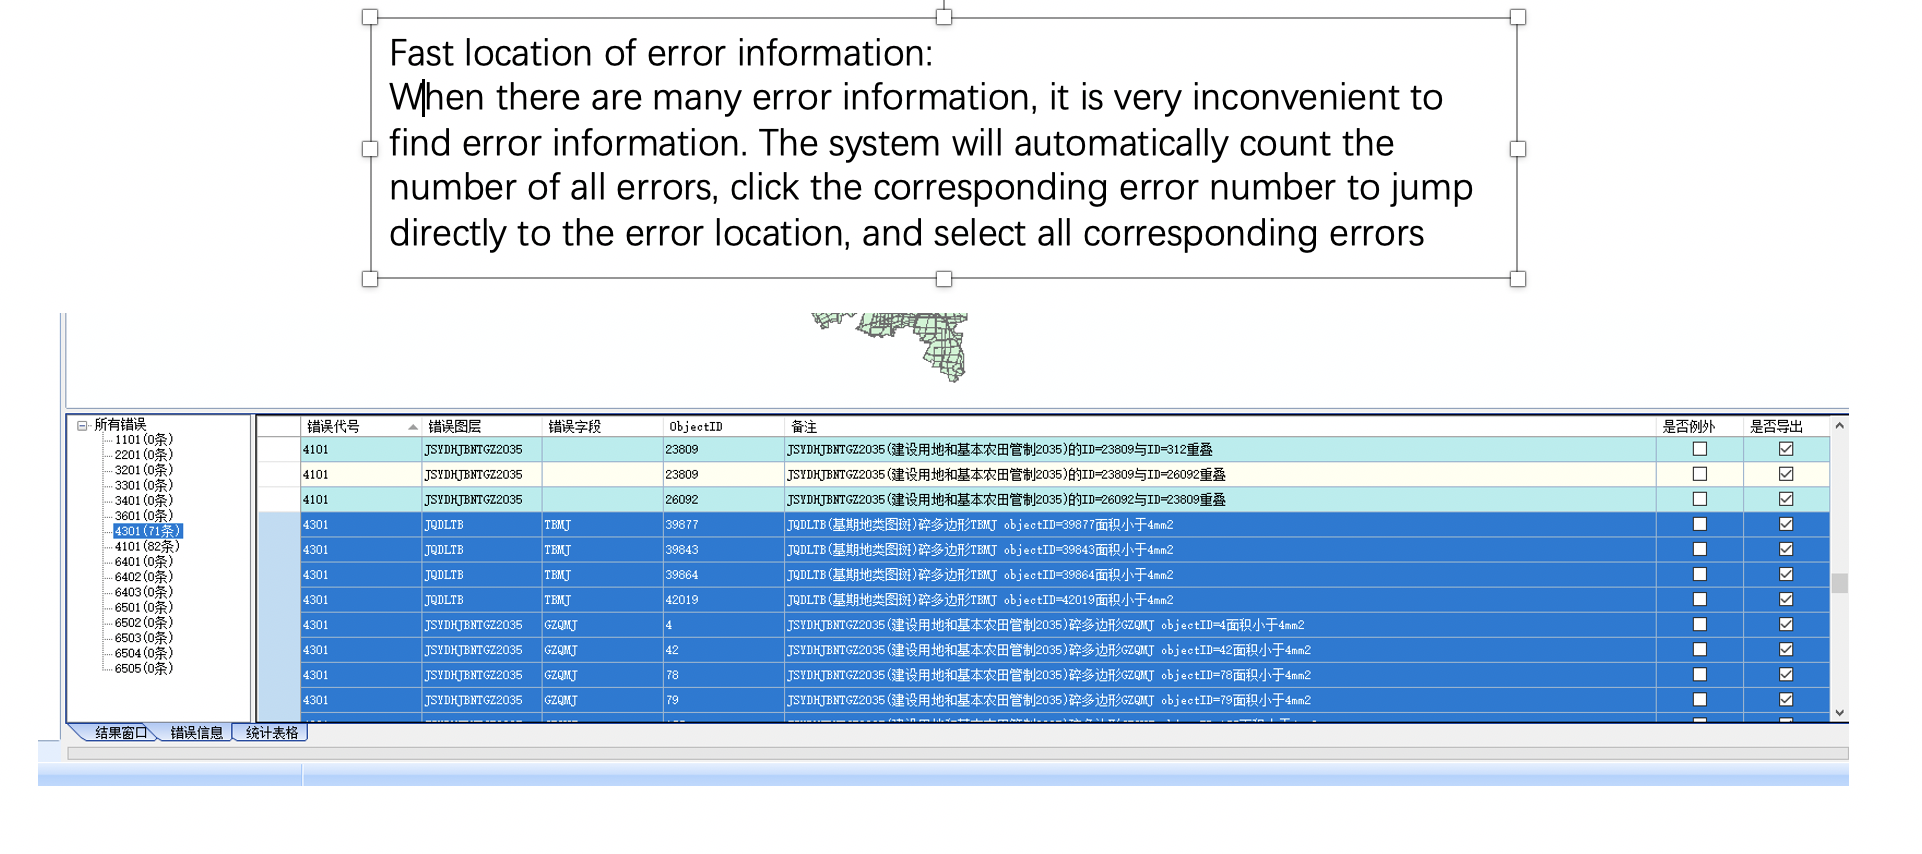 Fast location of error information:
When there are many error information, it is very inconvenient to
find error information. The system will automatically count the
number of all errors, click the corresponding error number to jump
directly to the error location, and select all corresponding errors
所有错误
1101(0条)
2201(0条)
3201(0条)
3301(0条)
3401(0条)
3601(0条)
4301(71条)
4101(82条)
6401(0条)
6402(0条)
6403(0条)
6501(0条)
6502(0条)
6503(0条)
6504(0条)
6505(0条)
错误代号 错误图层 错误字段 ObjectID 备注 是否例外 是否导出
4101 JSYDHJBNTGZ2035 23809 JSYDHJBNTGZ2035(建设用地和基本农田管制2035)的ID=23809与ID=312重叠
4101 JSYDHJBNTGZ2035 23809 JSYDHJBNTGZ2035(建设用地和基本农田管制2035)的ID=23809与ID=26092重叠
4101 JSYDHJBNTGZ2035 26092 JSYDHJBNTGZ2035(建设用地和基本农田管制2035)的ID=26092与ID=23809重叠
4301 JQDLTB TBMJ 39877 JQDLTB(基期地类图斑)碎多边形TBMJ objectID=39877面积小于4mm2
4301 JQDLTB TBMJ 39843 JQDLTB(基期地类图斑)碎多边形TBMJ objectID=39843面积小于4mm2
4301 JQDLTB TBMJ 39864 JQDLTB(基期地类图斑)碎多边形TBMJ objectID=39864面积小于4mm2
4301 JQDLTB TBMJ 42019 JQDLTB(基期地类图斑)碎多边形TBMJ objectID=42019面积小于4mm2
4301 JSYDHJBNTGZ2035 GZQMJ 4 JSYDHJBNTGZ2035(建设用地和基本农田管制2035)碎多边形GZQMJ objectID=4面积小于4mm2
4301 JSYDHJBNTGZ2035 GZQMJ 42 JSYDHJBNTGZ2035(建设用地和基本农田管制2035)碎多边形GZQMJ objectID=42面积小于4mm2
4301 JSYDHJBNTGZ2035 GZQMJ 78 JSYDHJBNTGZ2035(建设用地和基本农田管制2035)碎多边形GZQMJ objectID=78面积小于4mm2
4301 JSYDHJBNTGZ2035 GZQMJ 79 JSYDHJBNTGZ2035(建设用地和基本农田管制2035)碎多边形GZQMJ objectID=79面积小于4mm2
结果窗口 错误信息 统计表格